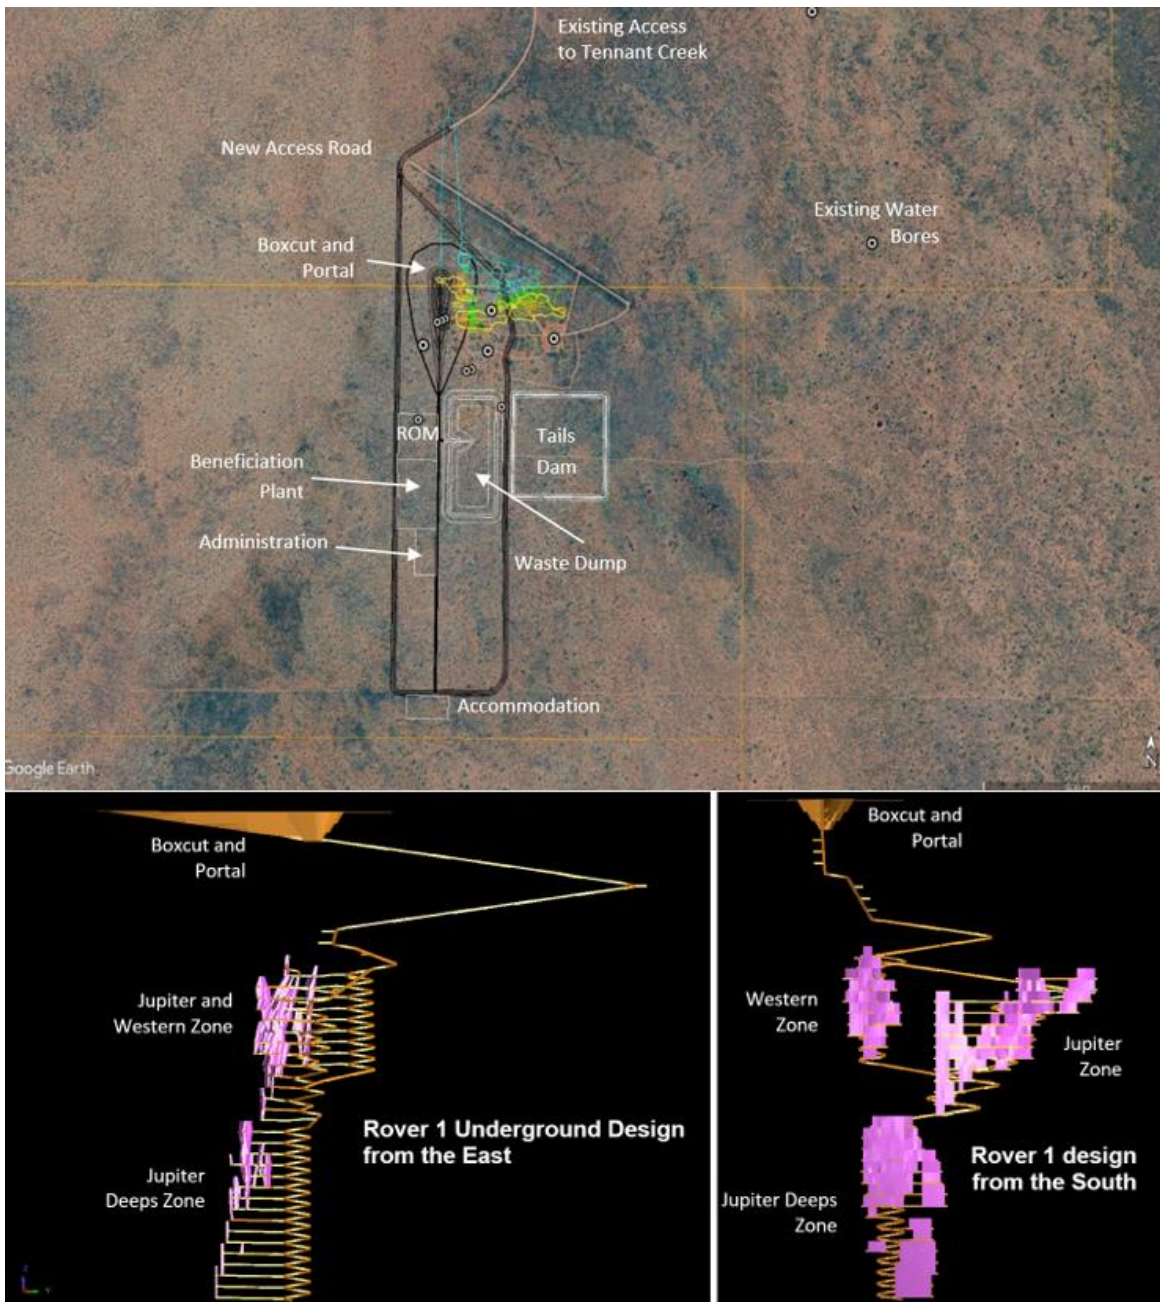 Existing Access
to Tennant Creek
New Access Road
Existing Water
Bores
Boxcut and
Portal
ROM
Tails
Dam
Beneficiation
Plant
Administration
Waste Dump
Accommodation
N
Google Earth
Boxcut and
Portal
Jupiter and
Western Zone
Rover 1 Underground Design
from the East
Jupiter
Deeps Zone
Z
Y
Boxcut and
Portal
Western
Zone
Jupiter
Zone
Rover 1 design
from the South
Jupiter Deeps
Zone